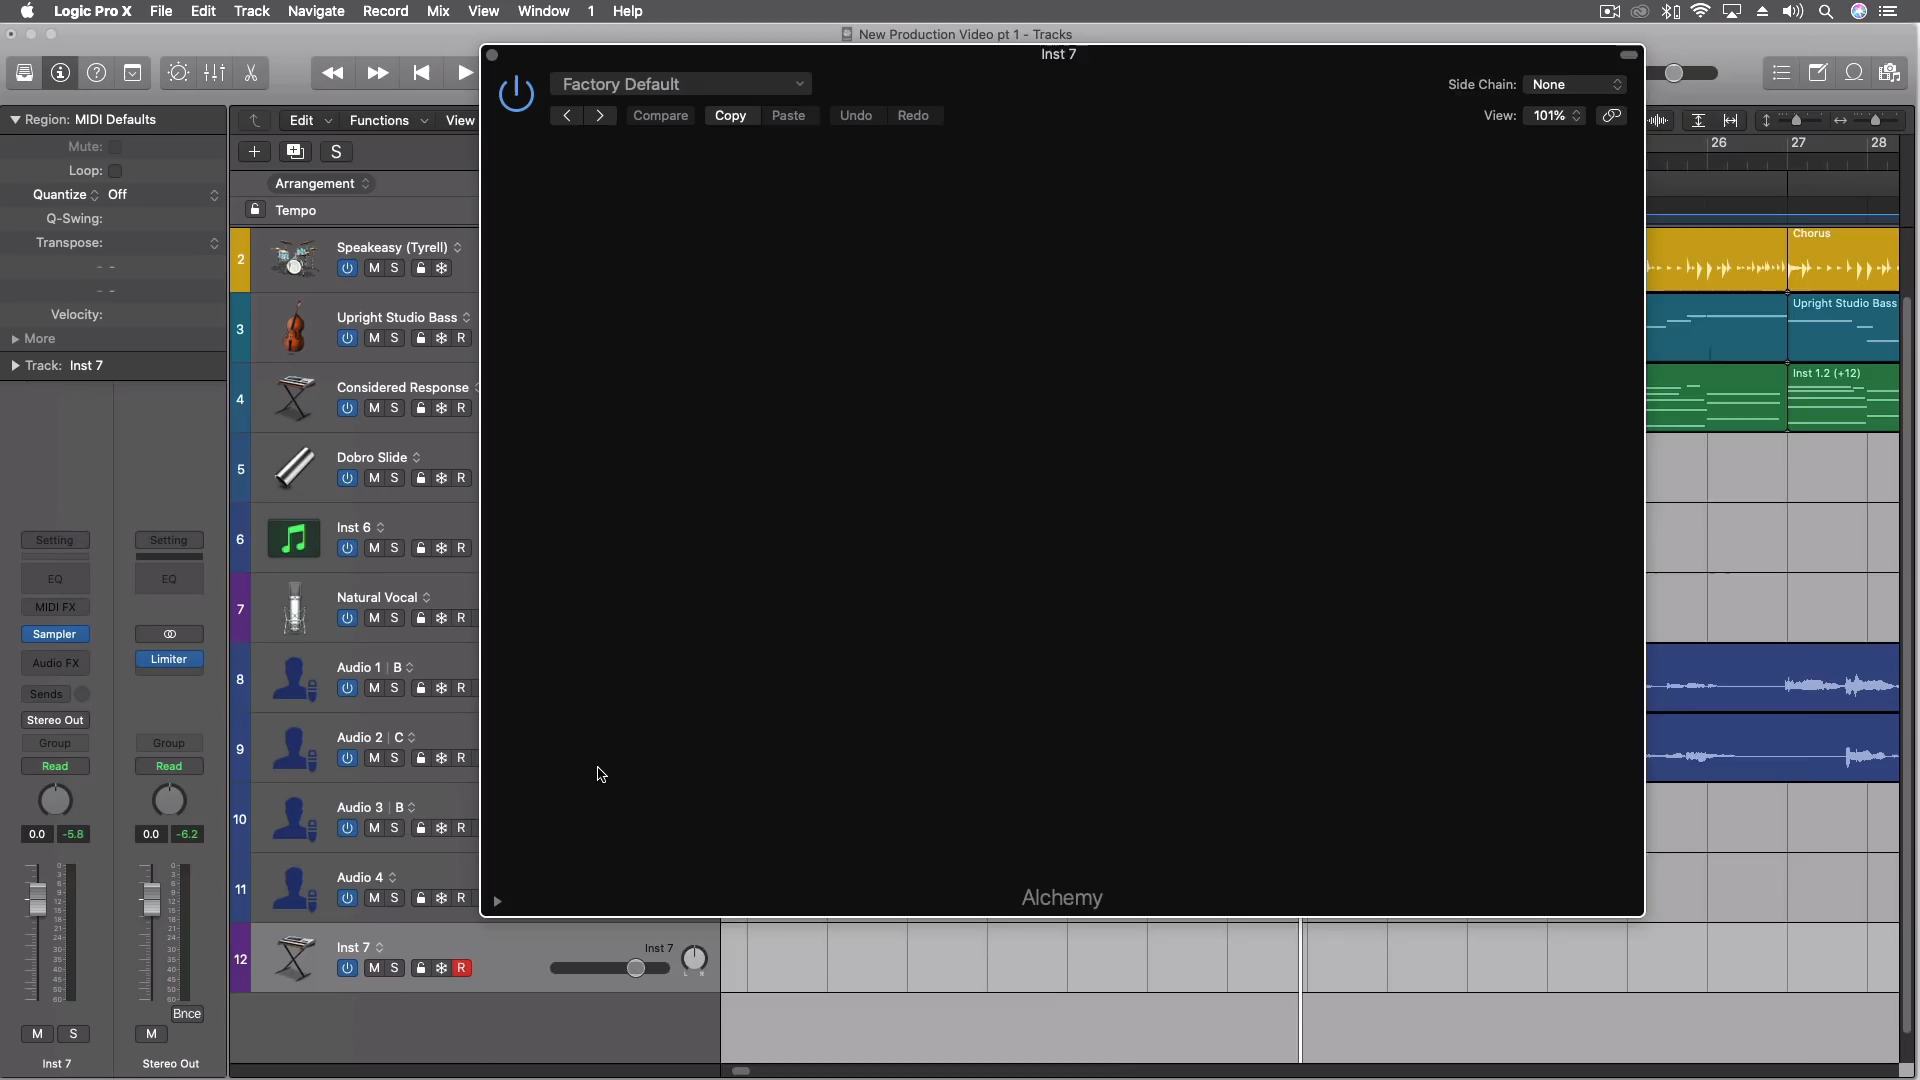 Logic Pro X File Edit Track Navigate Record Mix View Window 1 Help
New Production Video pt 1 - Tracks
Inst 7
Factory Default
Side Chain: None
Compare Copy Paste Undo Redo
View: 101%
Region: MIDI Defaults
Mute:
Loop:
Quantize Off
Q-Swing:
Transpose:
Velocity:
More
Track: Inst 7
Edit Functions View
S
Arrangement
Tempo
26 27 28
2 Speakeasy (Tyrell)
M S
Chorus
3 Upright Studio Bass
M S R
Upright Studio Bass
4 Considered Response
M S R
Inst 1.2 (+12)
5 Dobro Slide
M S R
6 Inst 6
M S R
7 Natural Vocal
M S R
8 Audio 1 B
M S R
9 Audio 2 C
M S R
10 Audio 3 B
M S R
11 Audio 4
M S R
Alchemy
12 Inst 7
M S R
Inst 7
L R
Setting Setting
EQ EQ
MIDI FX
Sampler
Audio FX Limiter
Sends
Stereo Out
Group Group
Read Read
0.0 -5.8 0.0 -6.2
Bnce
M S M
Inst 7 Stereo Out